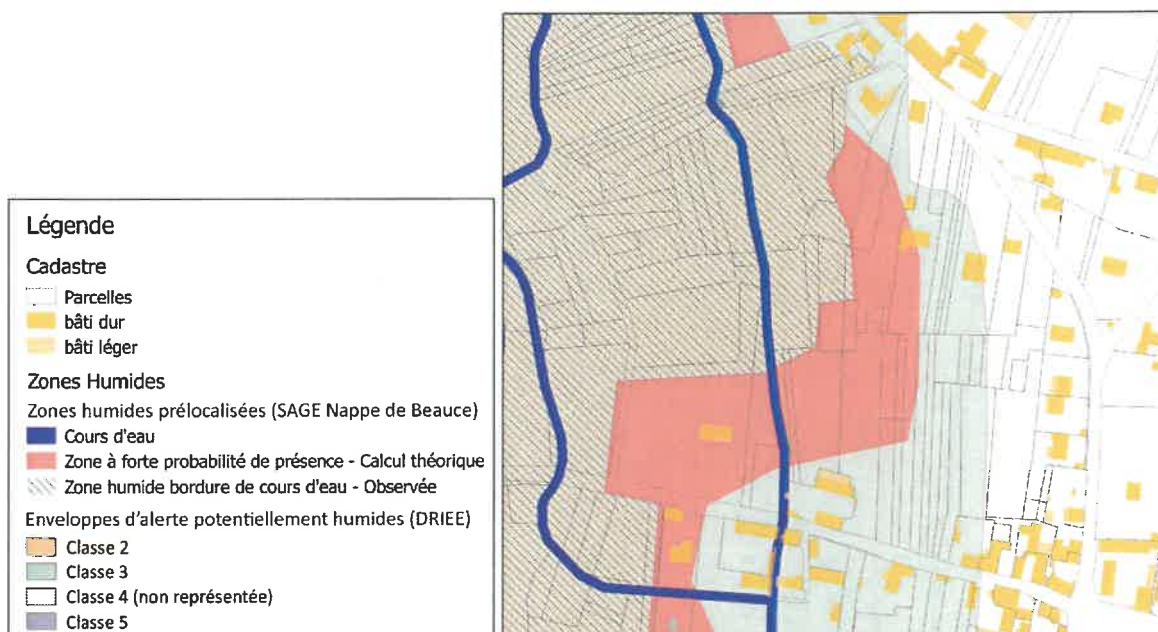 Légende
Cadastre
Parcelles
bâti dur
bâti léger
Zones Humides
Zones humides prélocalisées (SAGE Nappe de Beauce)
Cours d'eau
Zone à forte probabilité de présence - Calcul théorique
Zone humide bordure de cours d'eau - Observée
Enveloppes d'alerte potentiellement humides (DRIEE)
Classe 2
Classe 3
Classe 4 (non représentée)
Classe 5